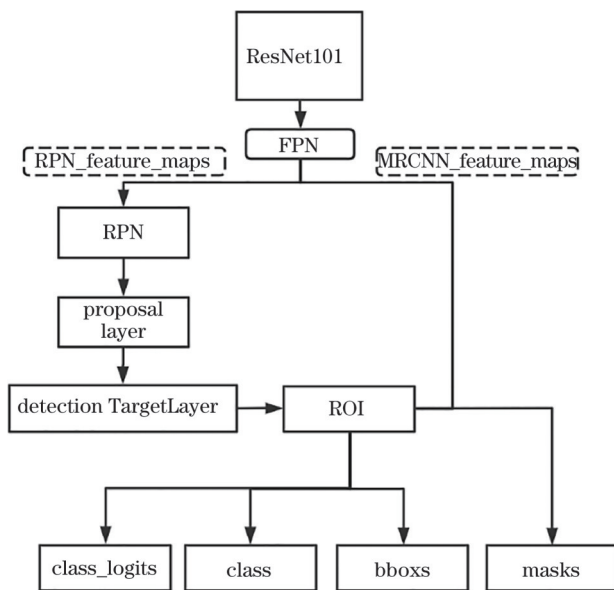 ResNet101
FPN
RPN_feature_maps
MRCNN_feature_maps
RPN
proposal
layer
detection TargetLayer
ROI
class_logits
class
bboxs
masks